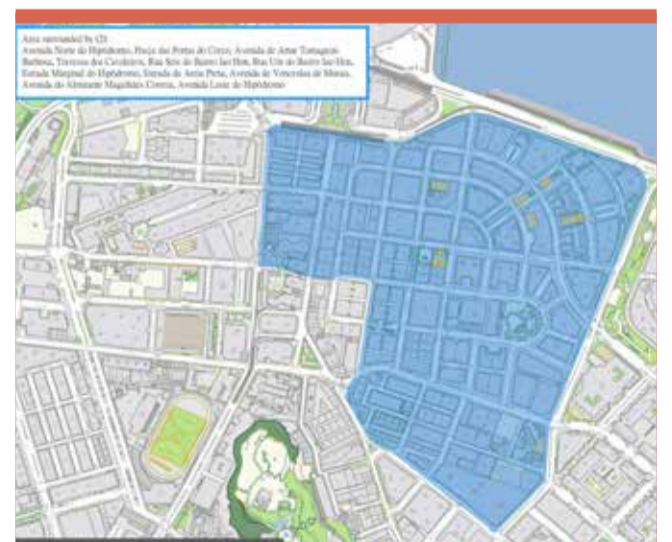 Area surrounded by (2)
Avenida Norte do Hipódromo, Praça das Portas do Cerco, Avenida de Artur Tamagnini
Barbosa, Travessa dos Cavaleiros, Rua Seis do Bairro Iao Hon, Rua Um do Bairro Iao Hon,
Estrada Marginal do Hipódromo, Estrada da Areia Preta, Avenida de Venceslau de Morais,
Avenida do Almirante Magalhães Correia, Avenida Leste do Hipódromo